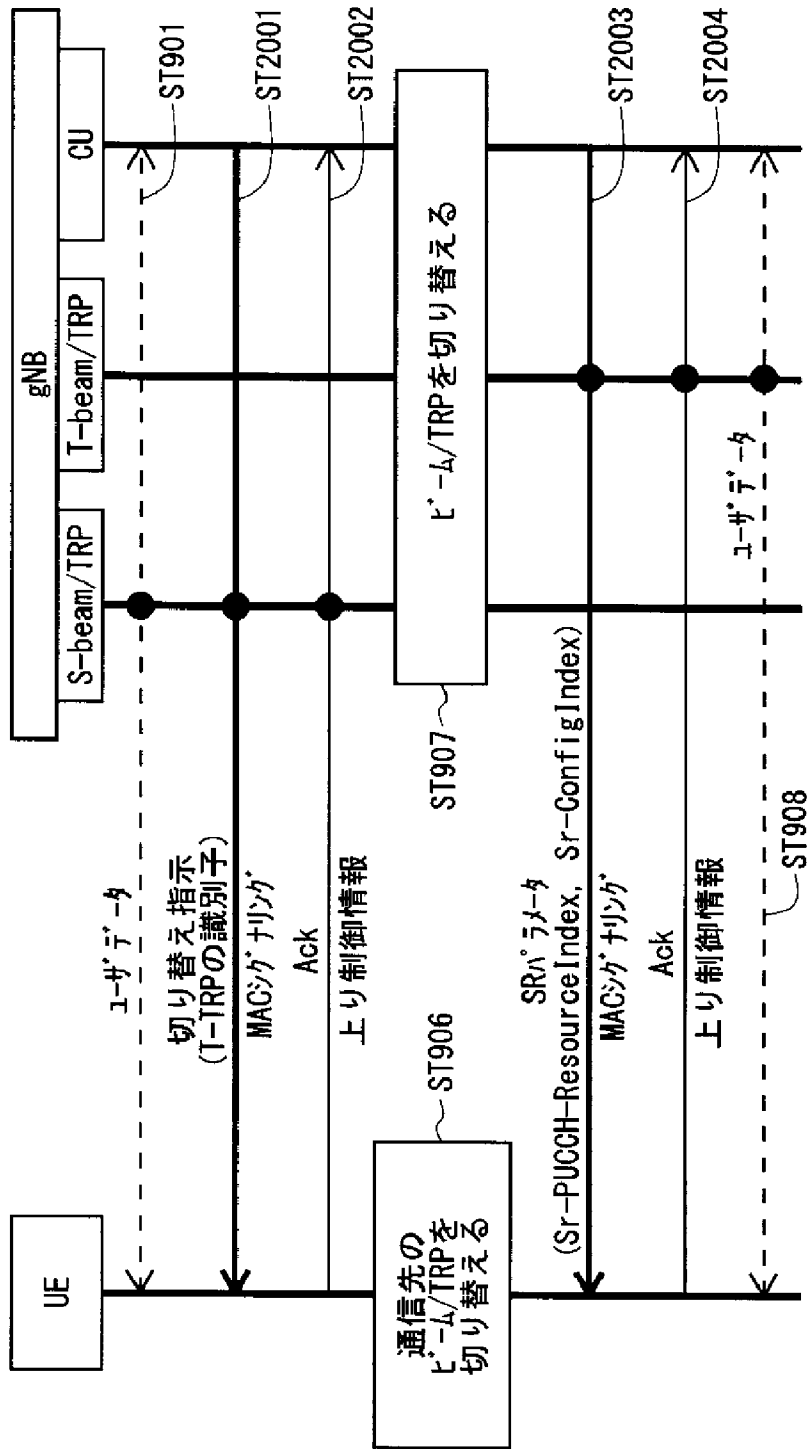 gNB
UE
S-beam/TRP
T-beam/TRP
CU
ユーザデータ
ST901
切り替え指示
(T-TRPの識別子)
MACシグナリング
ST2001
Ack
上り制御情報
ST2002
通信先の
ビーム/TRPを
切り替える
ST906
ビーム/TRPを切り替える
ST907
SRパラメータ
(Sr-PUCCH-ResourceIndex, Sr-ConfigIndex)
MACシグナリング
ST2003
Ack
上り制御情報
ST2004
ユーザデータ
ST908